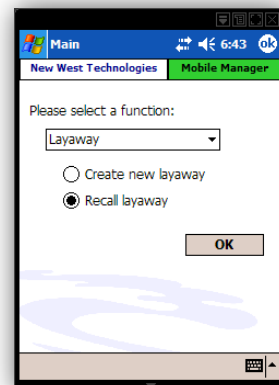 Main 6:43 ok
New West Technologies Mobile Manager
Please select a function:
Layaway
Create new layaway
Recall layaway
OK